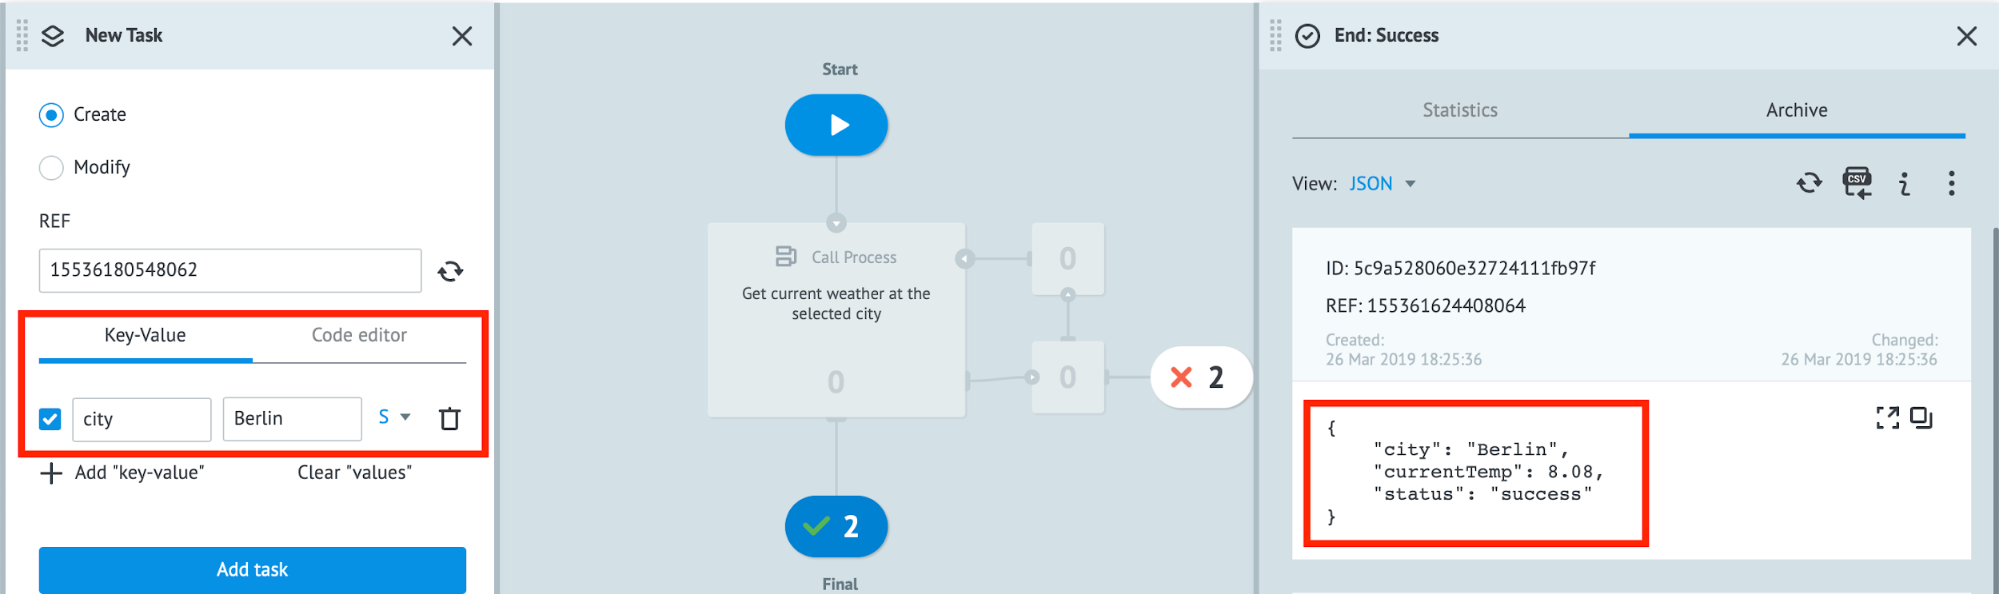 New Task
Create
Modify
REF
15536180548062
Key-Value
Code editor
city
Berlin
S
Add "key-value"
Clear "values"
Add task
Start
Call Process
Get current weather at the
selected city
0
0
0
2
2
Final
End: Success
Statistics
Archive
View: JSON
CSV
i
ID: 5c9a528060e32724111fb97f
REF: 155361624408064
Created:
26 Mar 2019 18:25:36
Changed:
26 Mar 2019 18:25:36
{
"city": "Berlin",
"currentTemp": 8.08,
"status": "success"
}